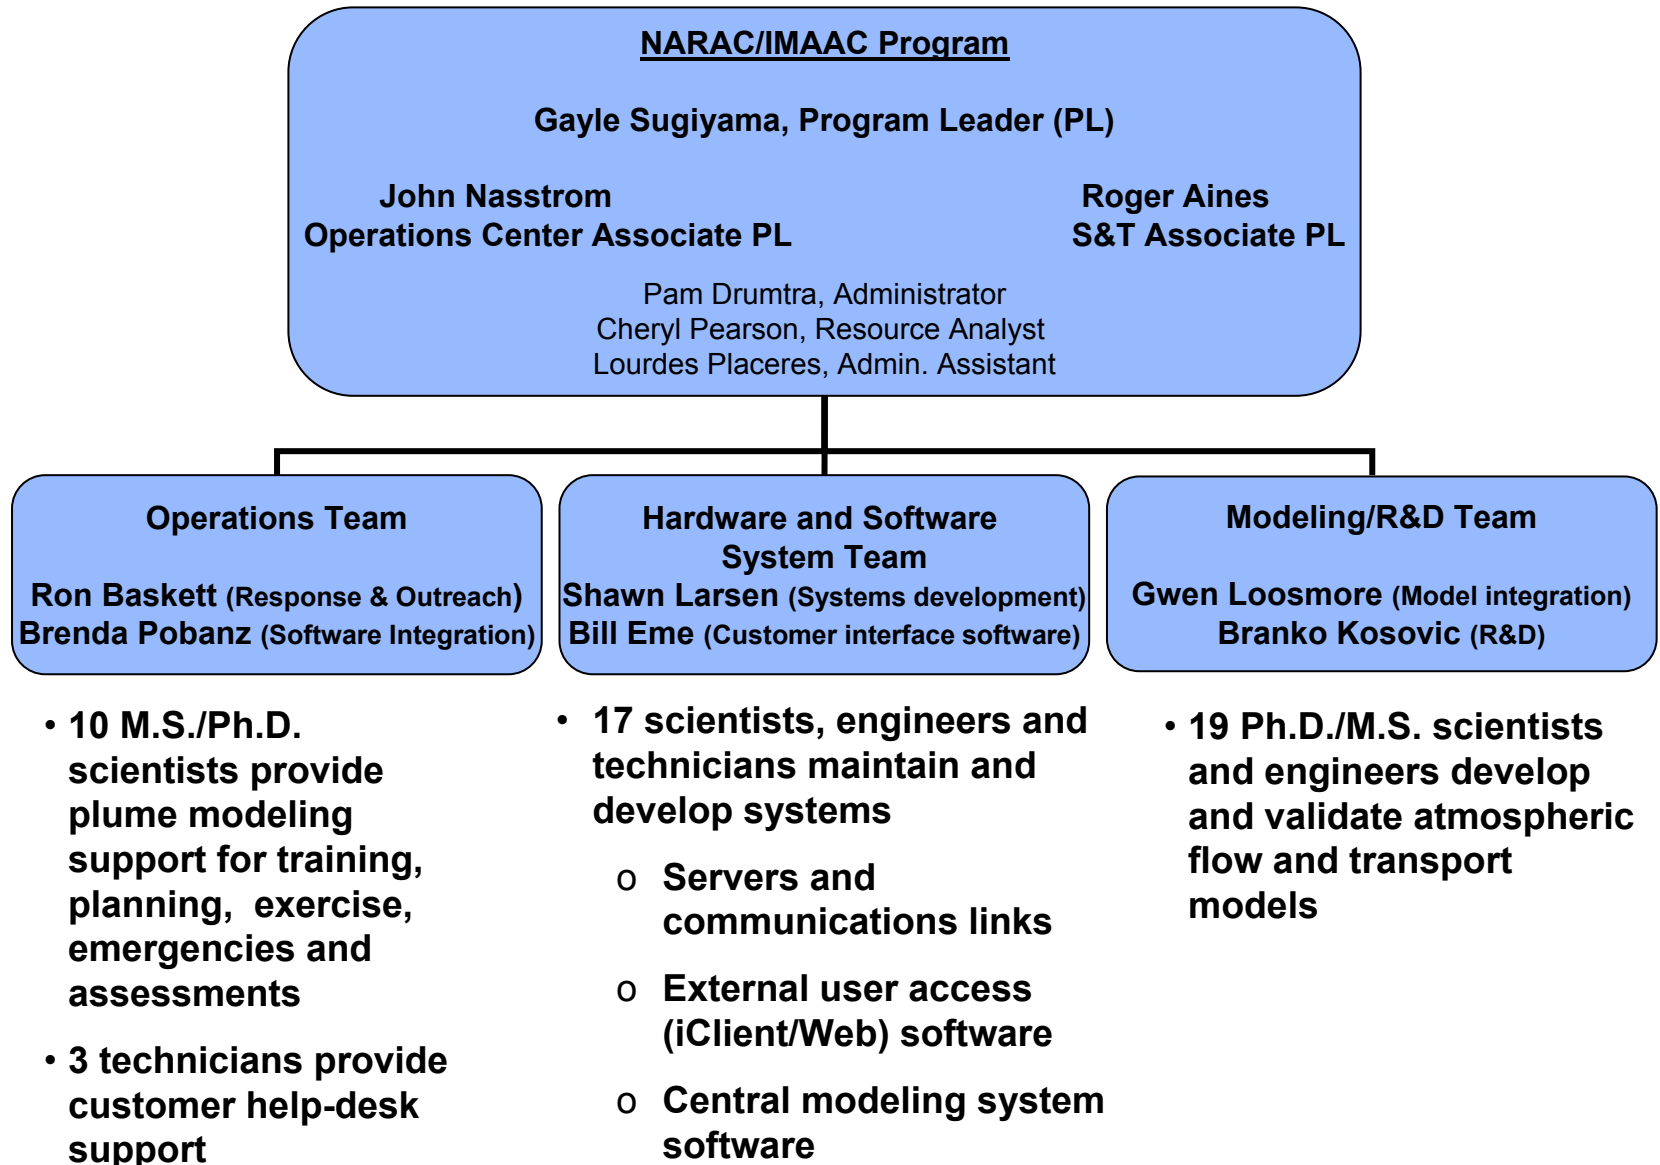 NARAC/IMAAC Program
Gayle Sugiyama, Program Leader (PL)
John Nasstrom
Operations Center Associate PL
Roger Aines
S&T Associate PL
Pam Drumtra, Administrator
Cheryl Pearson, Resource Analyst
Lourdes Placeres, Admin. Assistant
Operations Team
Ron Baskett (Response & Outreach)
Brenda Pobanz (Software Integration)
Hardware and Software
System Team
Shawn Larsen (Systems development)
Bill Eme (Customer interface software)
Modeling/R&D Team
Gwen Loosmore (Model integration)
Branko Kosovic (R&D)
• 10 M.S./Ph.D.
scientists provide
plume modeling
support for training,
planning,  exercise,
emergencies and
assessments
• 3 technicians provide
customer help-desk
support
• 17 scientists, engineers and
technicians maintain and
develop systems
o Servers and
communications links
o External user access
(iClient/Web) software
o Central modeling system
software
• 19 Ph.D./M.S. scientists
and engineers develop
and validate atmospheric
flow and transport
models